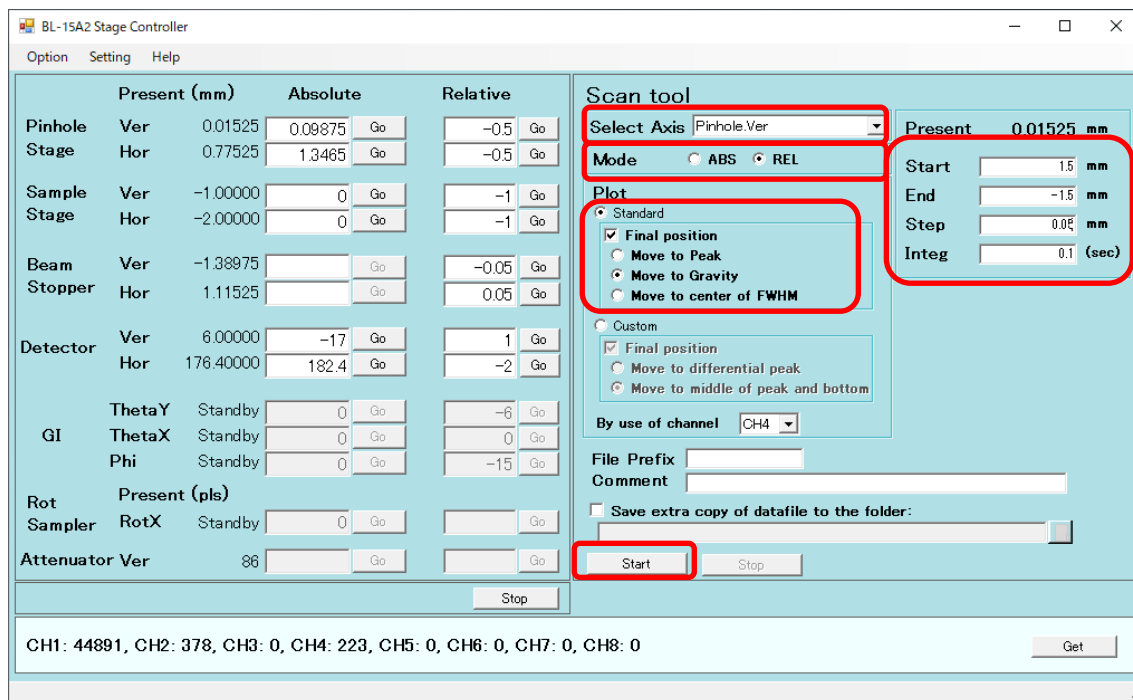 BL-15A2 Stage Controller
Option Setting Help
Present (mm) Absolute Relative
Pinhole Ver 0.01525 0.09875 Go -0.5 Go
Stage Hor 0.77525 1.3465 Go -0.5 Go
Sample Ver -1.00000 0 Go -1 Go
Stage Hor -2.00000 0 Go -1 Go
Beam Ver -1.38975 Go -0.05 Go
Stopper Hor 1.11525 Go 0.05 Go
Detector Ver 6.00000 -17 Go 1 Go
Hor 176.40000 182.4 Go -2 Go
ThetaY Standby 0 Go -6 Go
GI ThetaX Standby 0 Go 0 Go
Phi Standby 0 Go -15 Go
Present (pls)
Rot
Sampler RotX Standby 0 Go Go
Attenuator Ver 86 Go Go
Stop
Scan tool
Select Axis Pinhole.Ver
Mode ABS REL
Plot
Standard
Final position
Move to Peak
Move to Gravity
Move to center of FWHM
Custom
Final position
Move to differential peak
Move to middle of peak and bottom
By use of channel CH4
Present 0.01525 mm
Start 1.5 mm
End -1.5 mm
Step 0.05 mm
Integ 0.1 (sec)
File Prefix
Comment
Save extra copy of datafile to the folder:
Start Stop
CH1: 44891, CH2: 378, CH3: 0, CH4: 223, CH5: 0, CH6: 0, CH7: 0, CH8: 0
Get